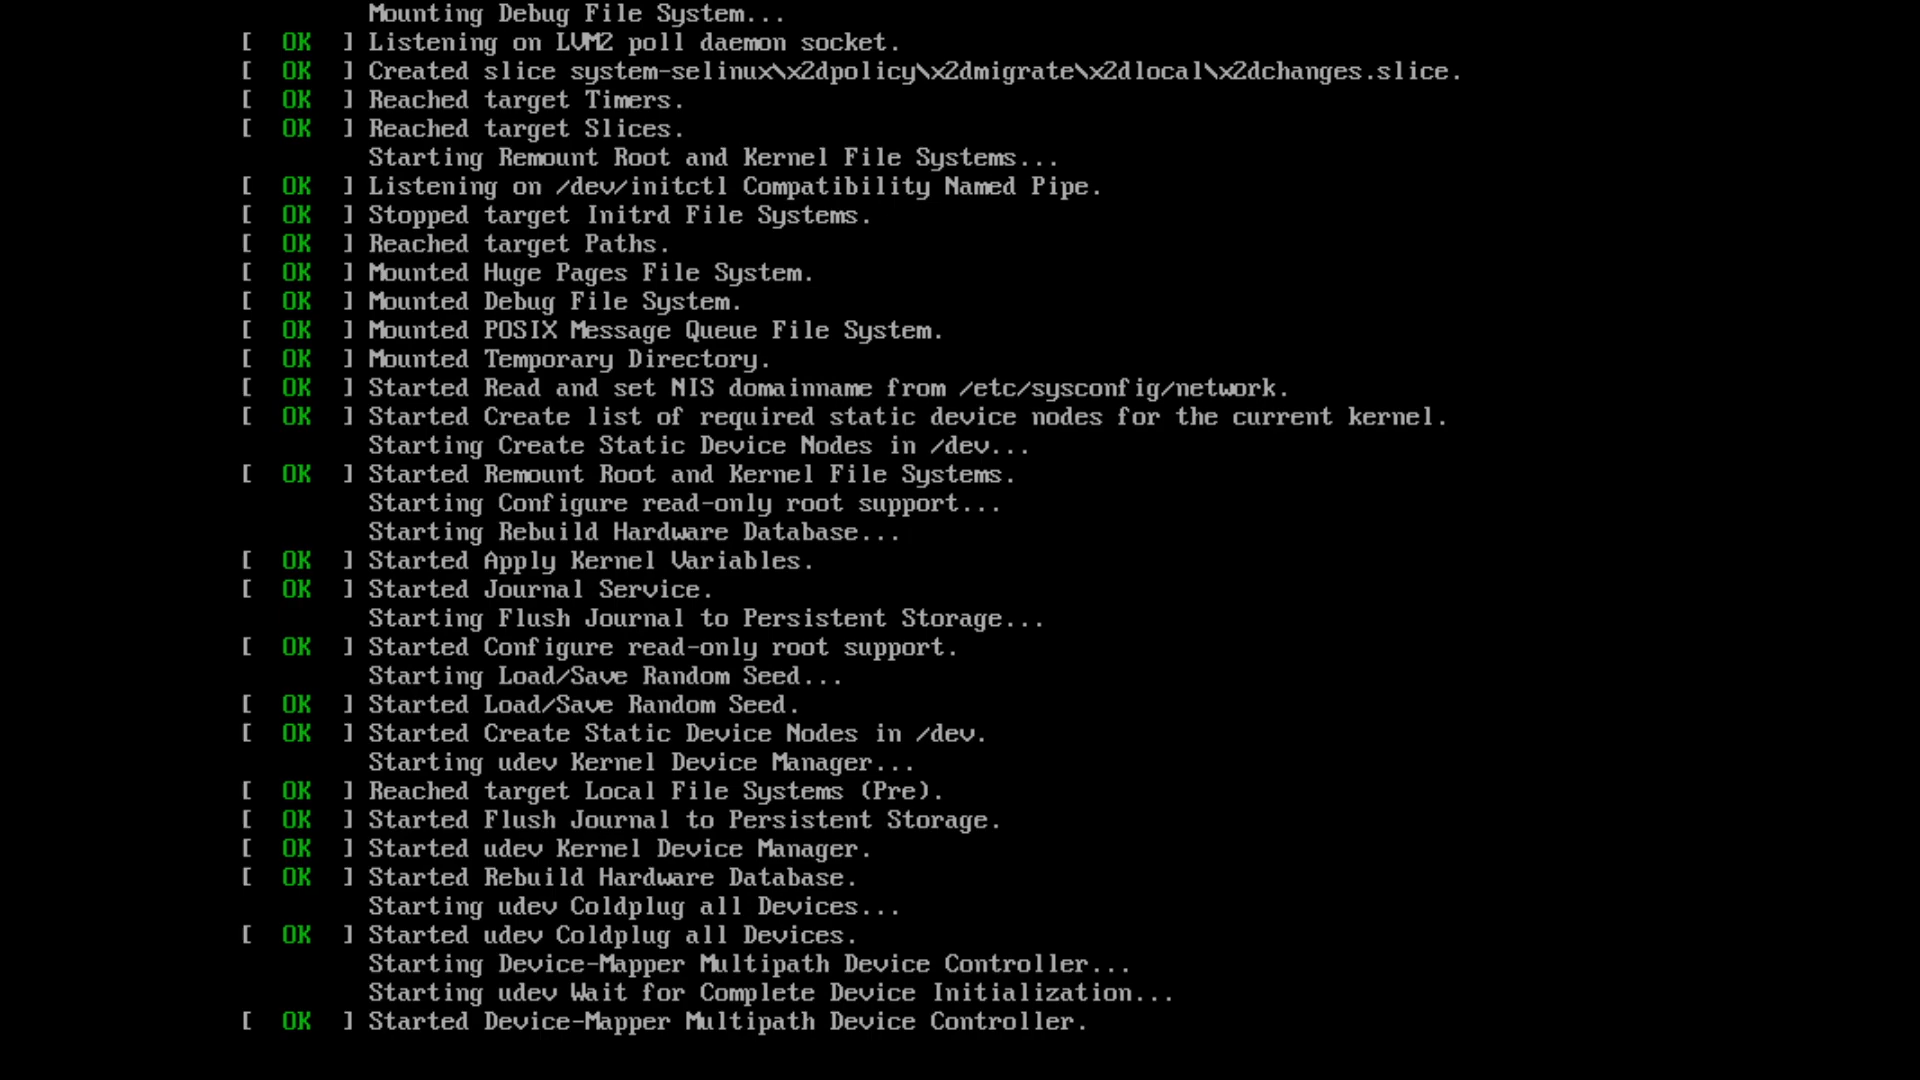 Mounting Debug File System...
[  OK  ] Listening on LVM2 poll daemon socket.
[  OK  ] Created slice system-selinux\x2dpolicy\x2dmigrate\x2dlocal\x2dchanges.slice.
[  OK  ] Reached target Timers.
[  OK  ] Reached target Slices.
Starting Remount Root and Kernel File Systems...
[  OK  ] Listening on /dev/initctl Compatibility Named Pipe.
[  OK  ] Stopped target Initrd File Systems.
[  OK  ] Reached target Paths.
[  OK  ] Mounted Huge Pages File System.
[  OK  ] Mounted Debug File System.
[  OK  ] Mounted POSIX Message Queue File System.
[  OK  ] Mounted Temporary Directory.
[  OK  ] Started Read and set NIS domainname from /etc/sysconfig/network.
[  OK  ] Started Create list of required static device nodes for the current kernel.
Starting Create Static Device Nodes in /dev...
[  OK  ] Started Remount Root and Kernel File Systems.
Starting Configure read-only root support...
Starting Rebuild Hardware Database...
[  OK  ] Started Apply Kernel Variables.
[  OK  ] Started Journal Service.
Starting Flush Journal to Persistent Storage...
[  OK  ] Started Configure read-only root support.
Starting Load/Save Random Seed...
[  OK  ] Started Load/Save Random Seed.
[  OK  ] Started Create Static Device Nodes in /dev.
Starting udev Kernel Device Manager...
[  OK  ] Reached target Local File Systems (Pre).
[  OK  ] Started Flush Journal to Persistent Storage.
[  OK  ] Started udev Kernel Device Manager.
[  OK  ] Started Rebuild Hardware Database.
Starting udev Coldplug all Devices...
[  OK  ] Started udev Coldplug all Devices.
Starting Device-Mapper Multipath Device Controller...
Starting udev Wait for Complete Device Initialization...
[  OK  ] Started Device-Mapper Multipath Device Controller.